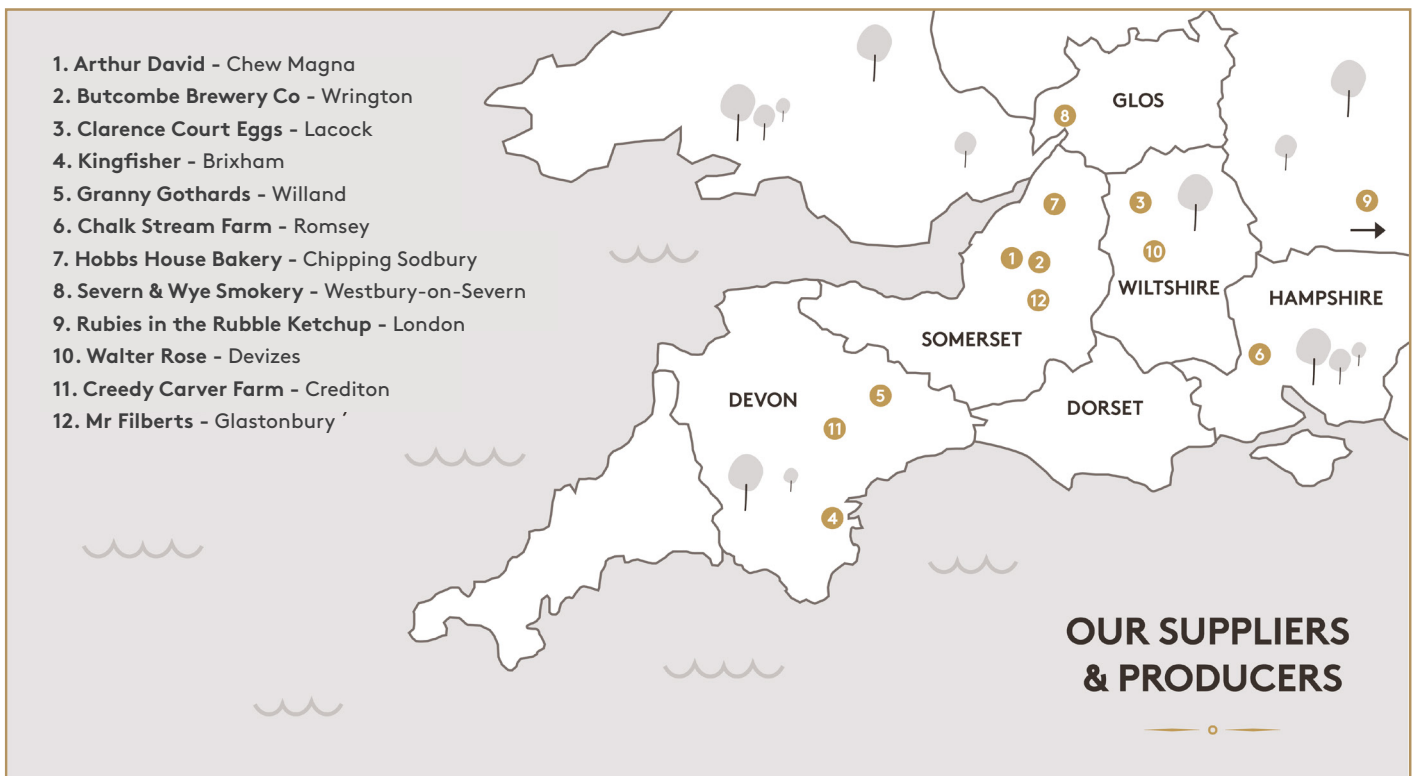 1. Arthur David - Chew Magna
2. Butcombe Brewery Co - Wrington
3. Clarence Court Eggs - Lacock
4. Kingfisher - Brixham
5. Granny Gothards - Willand
6. Chalk Stream Farm - Romsey
7. Hobbs House Bakery - Chipping Sodbury
8. Severn & Wye Smokery - Westbury-on-Severn
9. Rubies in the Rubble Ketchup - London
10. Walter Rose - Devizes
11. Creedy Carver Farm - Crediton
12. Mr Filberts - Glastonbury ´
GLOS
8
7
3
9
1
2
10
12
WILTSHIRE
HAMPSHIRE
SOMERSET
6
DEVON
5
DORSET
11
4
OUR SUPPLIERS
& PRODUCERS